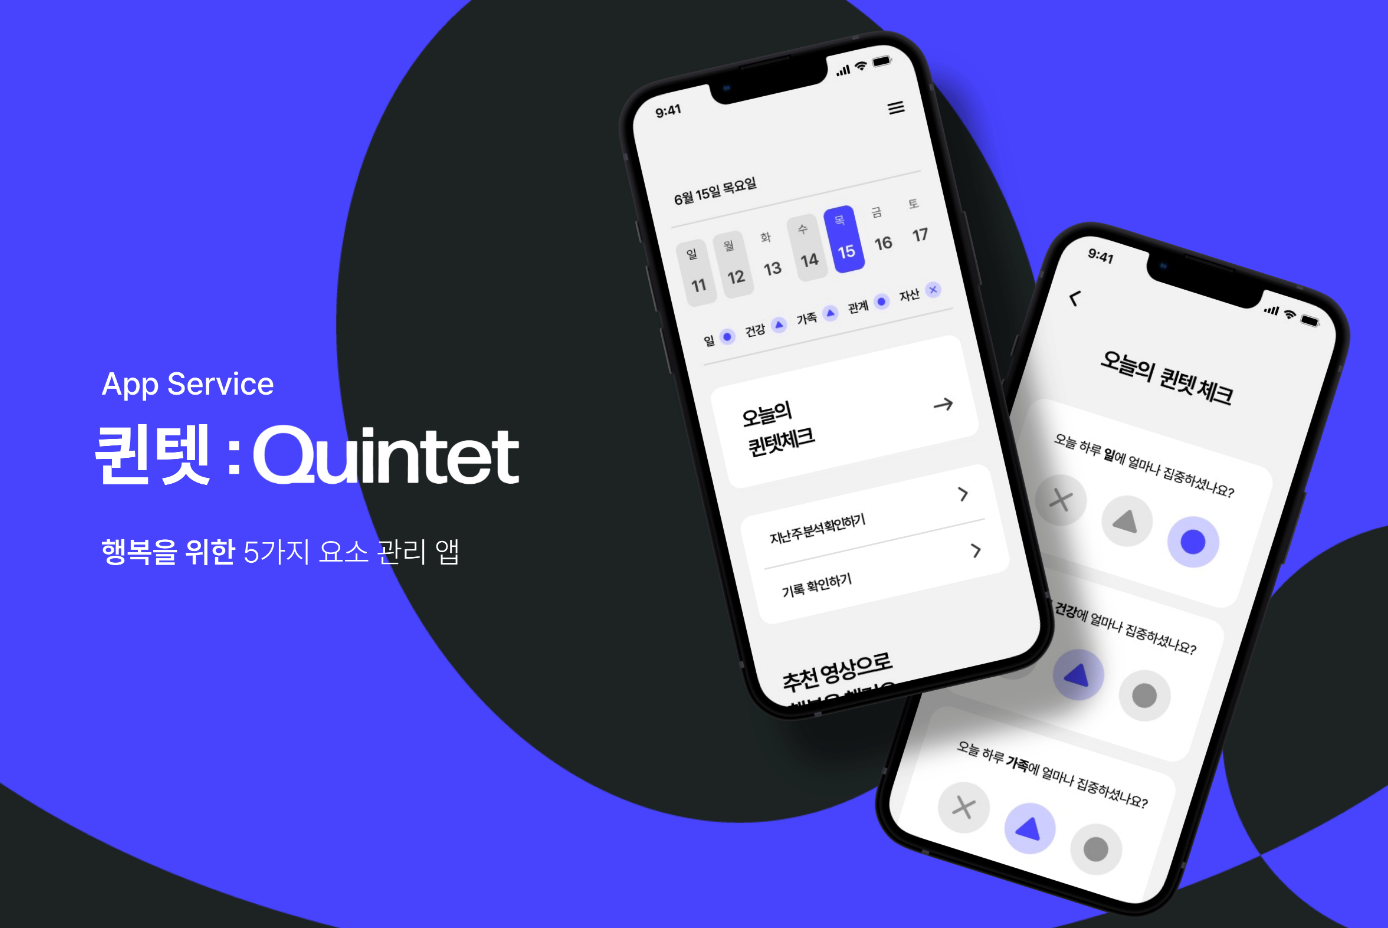 App Service
퀸텟 : Quintet
행복을 위한 5가지 요소 관리 앱
9:41
6월 15일 목요일
일 월 화 수 목 금 토
11 12 13 14 15 16 17
일 건강 가족 관계 자산
오늘의
퀸텟체크
지난주 분석 확인하기
기록 확인하기
추천 영상으로
9:41
오늘의 퀸텟 체크
오늘 하루 일에 얼마나 집중하셨나요?
건강에 얼마나 집중하셨나요?
오늘 하루 가족에 얼마나 집중하셨나요?